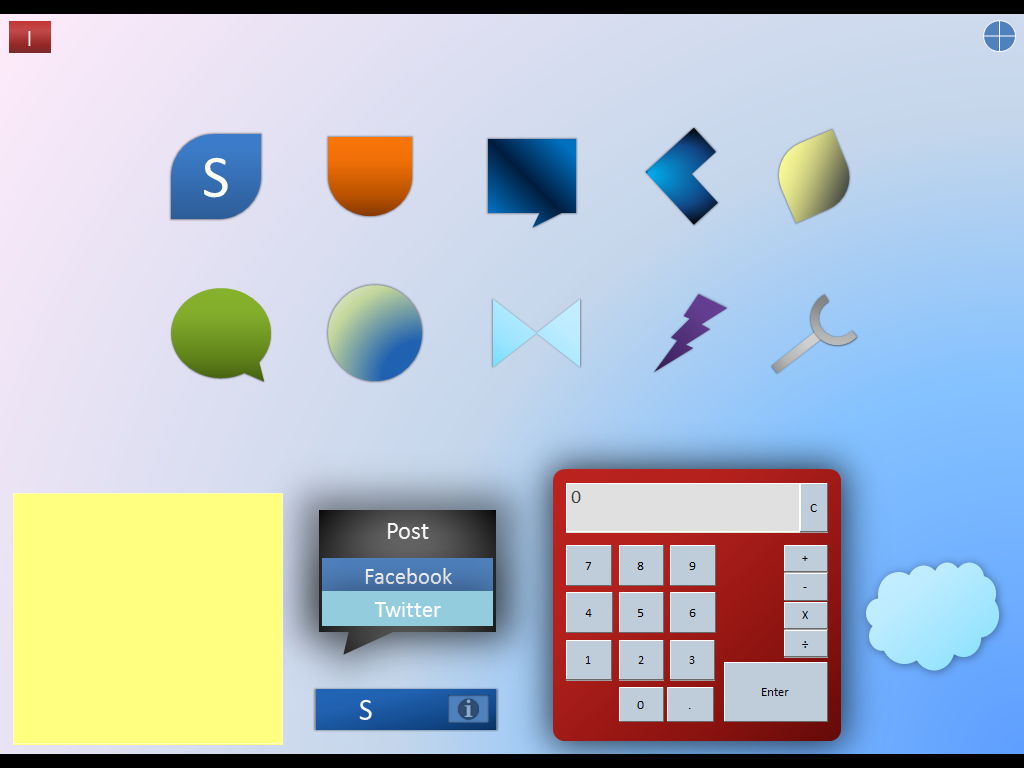 I
S
Post
Facebook
Twitter
S
i
0
C
7 8 9
4 5 6
1 2 3
0 .
+
-
X
÷
Enter